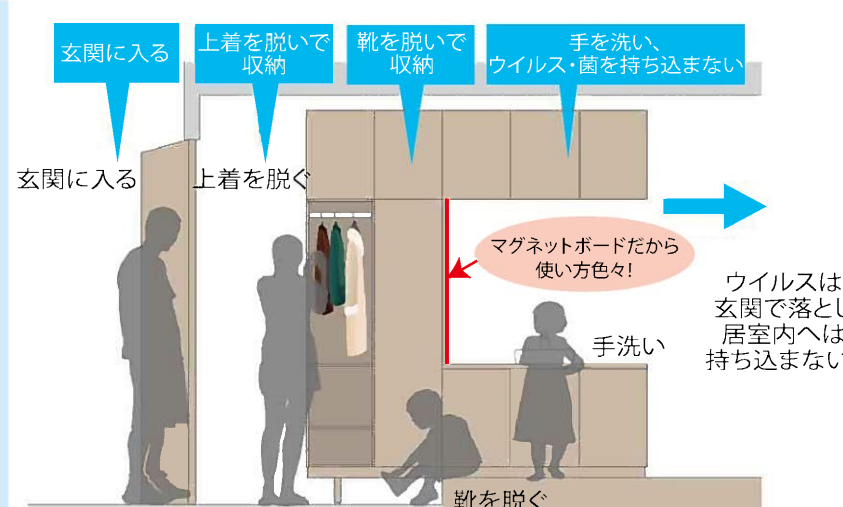 玄関に入る
上着を脱いで
収納
靴を脱いで
収納
手を洗い、
ウイルス・菌を持ち込まない
玄関に入る
上着を脱ぐ
マグネットボードだから
使い方色々!
手洗い
ウイルスは
玄関で落とし
居室内へは
持ち込まない
靴を脱ぐ